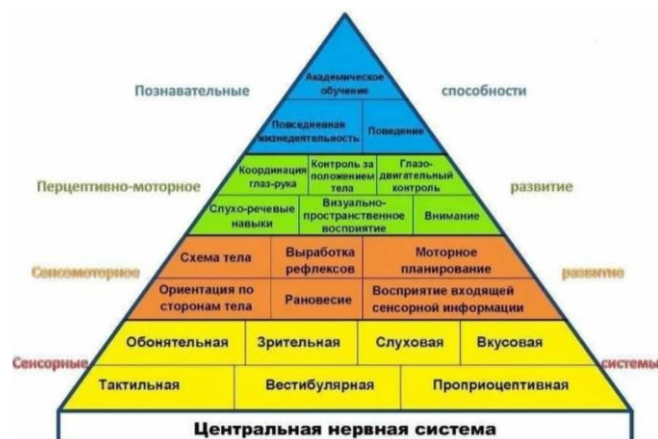 Академическое
обучение
Познавательные способности
Повседневная
жизнедеятельность
Поведение
Координация
глаз-рука
Контроль за
положением
тела
Глазо-
двигательный
контроль
Перцептивно-моторное развитие
Слухо-речевые
навыки
Визуально-
пространственное
восприятие
Внимание
Схема тела
Выработка
рефлексов
Моторное
планирование
Сенсомоторное развитие
Ориентация по
сторонам тела
Рановесие
Восприятие входящей
сенсорной информации
Обонятельная
Зрительная
Слуховая
Вкусовая
Сенсорные системы
Тактильная
Вестибулярная
Проприоцептивная
Центральная нервная система